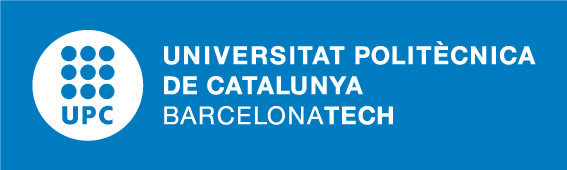 UPC
UNIVERSITAT POLITÈCNICA
DE CATALUNYA
BARCELONATECH